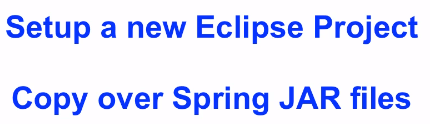 Setup a new Eclipse Project
Copy over Spring JAR files